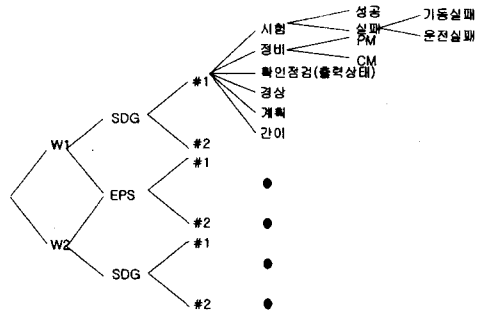 성공
시험
실패
기동실패
운전실패
정비
PM
CM
#1
확인점검(출력상태)
경상
계획
간이
SDG
#2
W1
#1
EPS
#2
W2
#1
SDG
#2